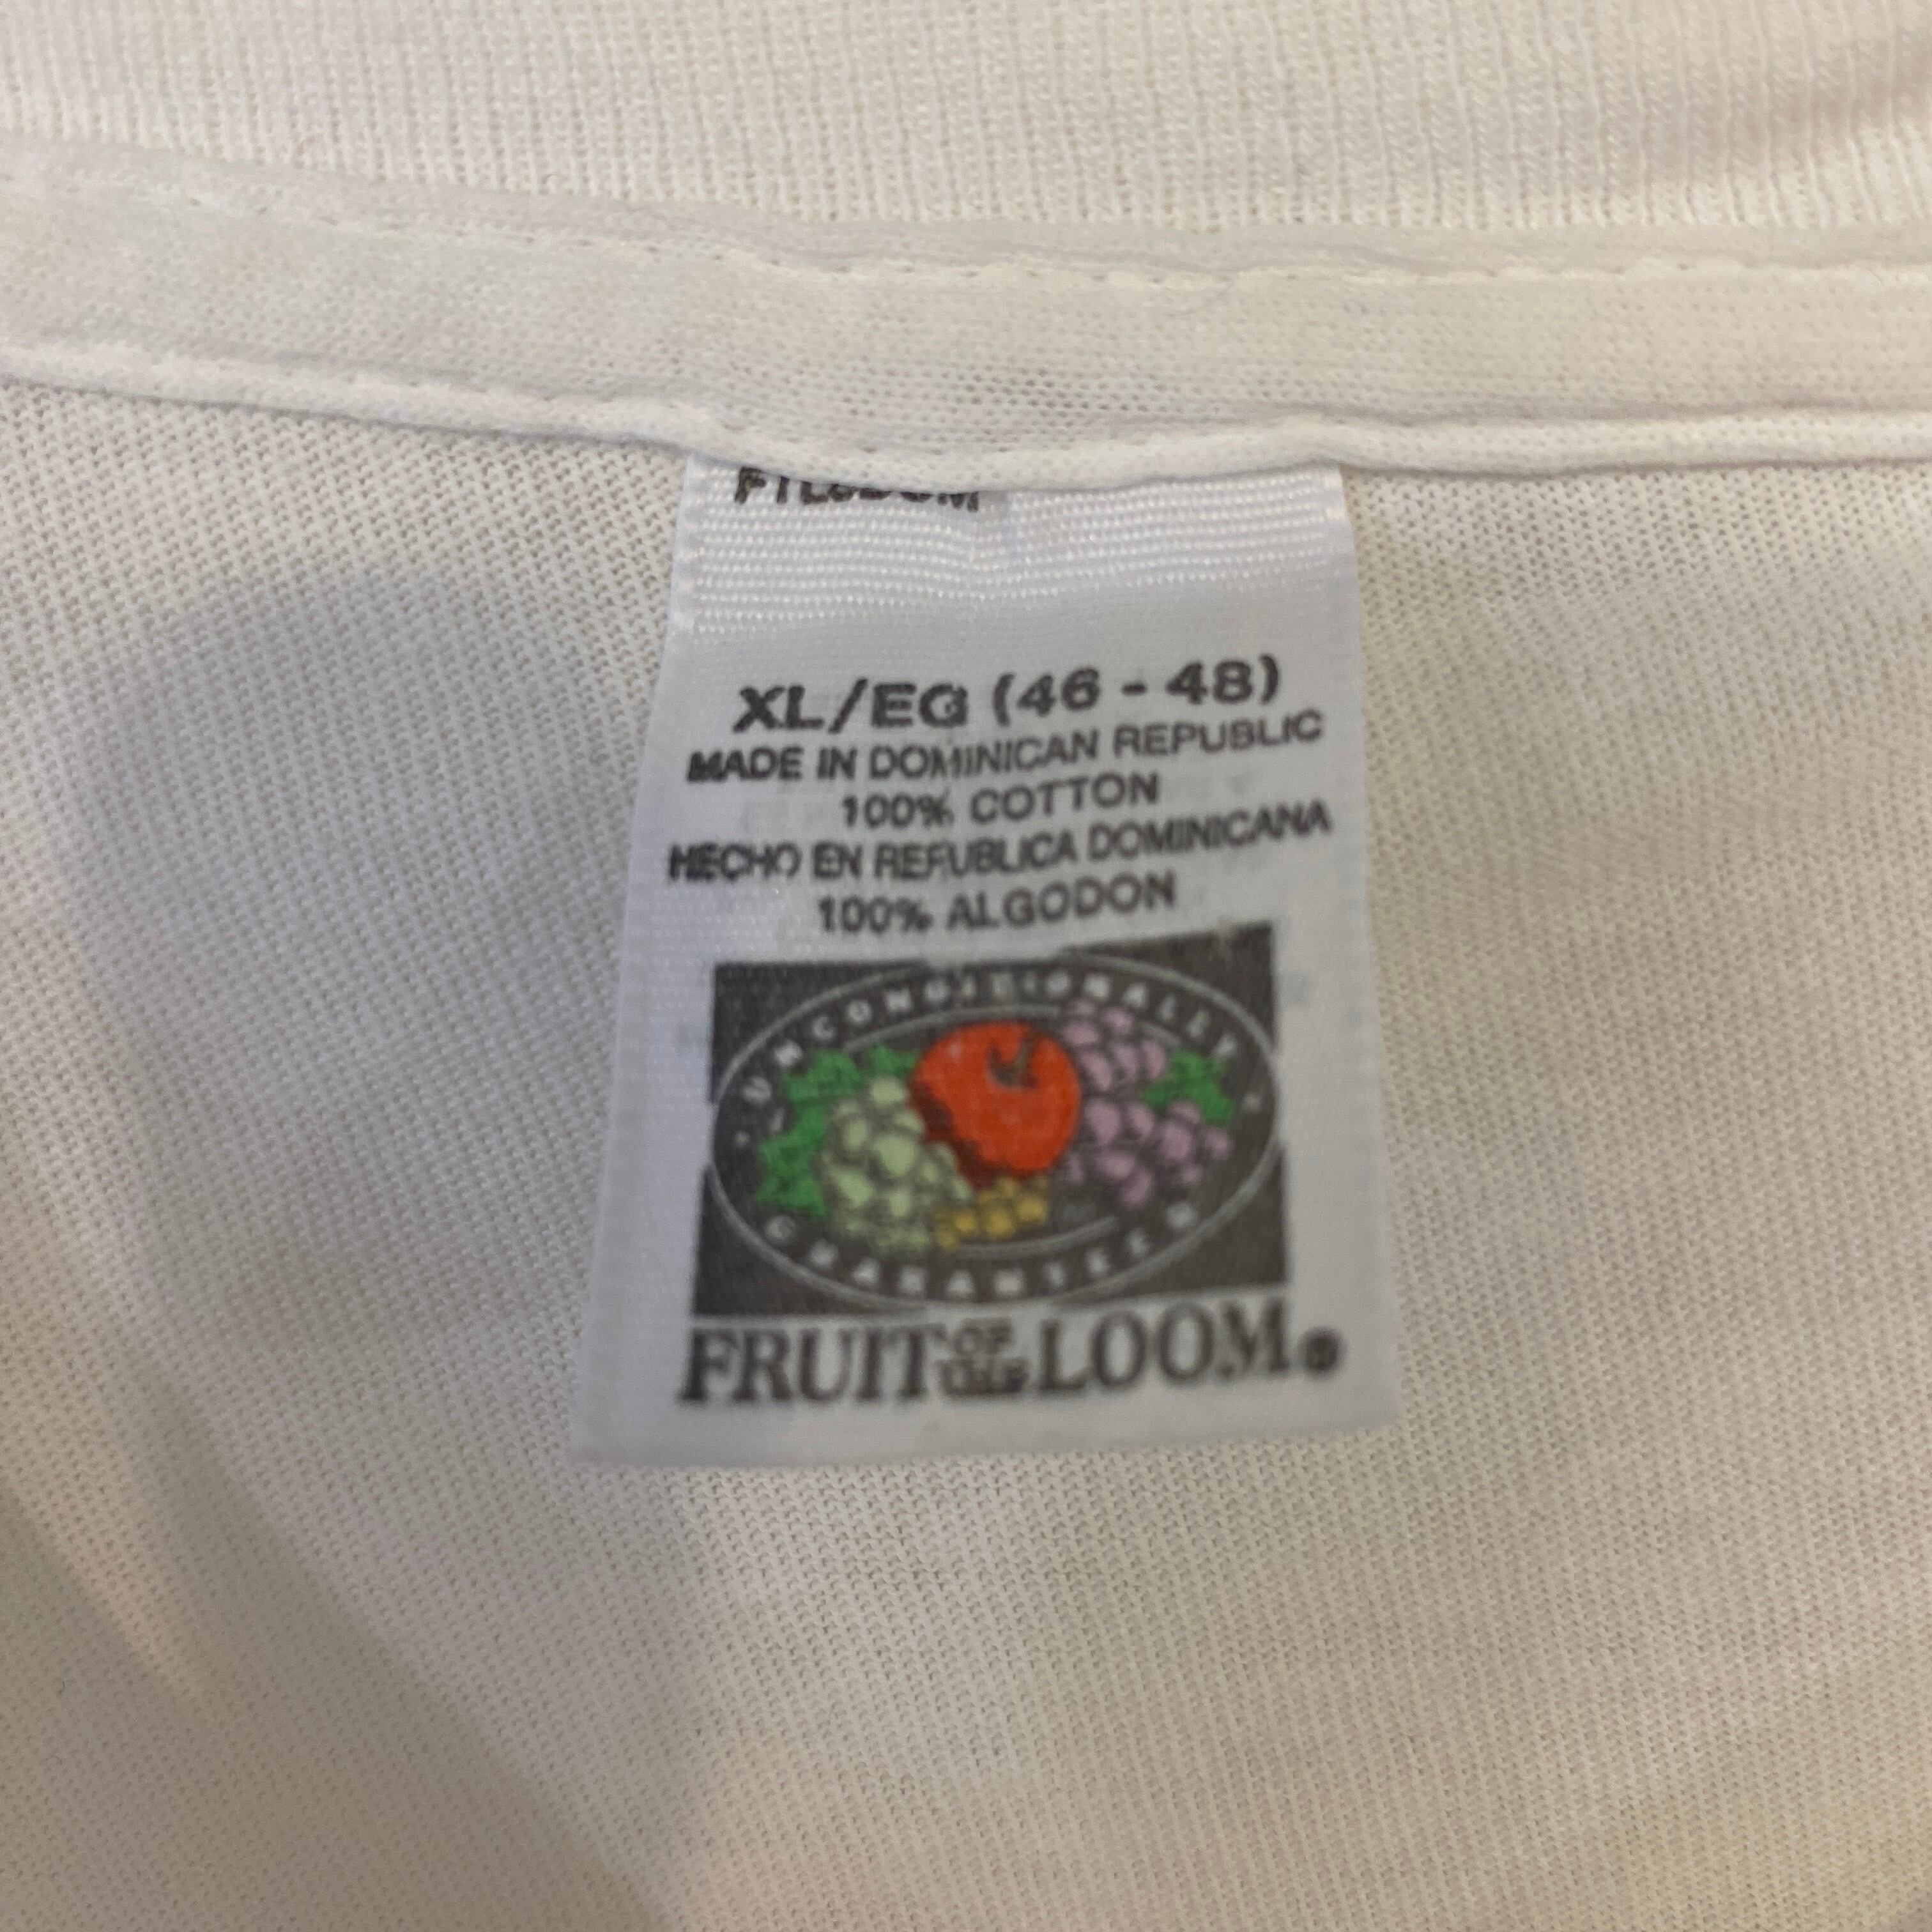 XL/EG (46 - 48)
MADE IN DOMINICAN REPUBLIC
100% COTTON
HECHO EN REPUBLICA DOMINICANA
100% ALGODON
UNCONDITIONALLY
GUARANTEED
FRUIT OF THE LOOM®